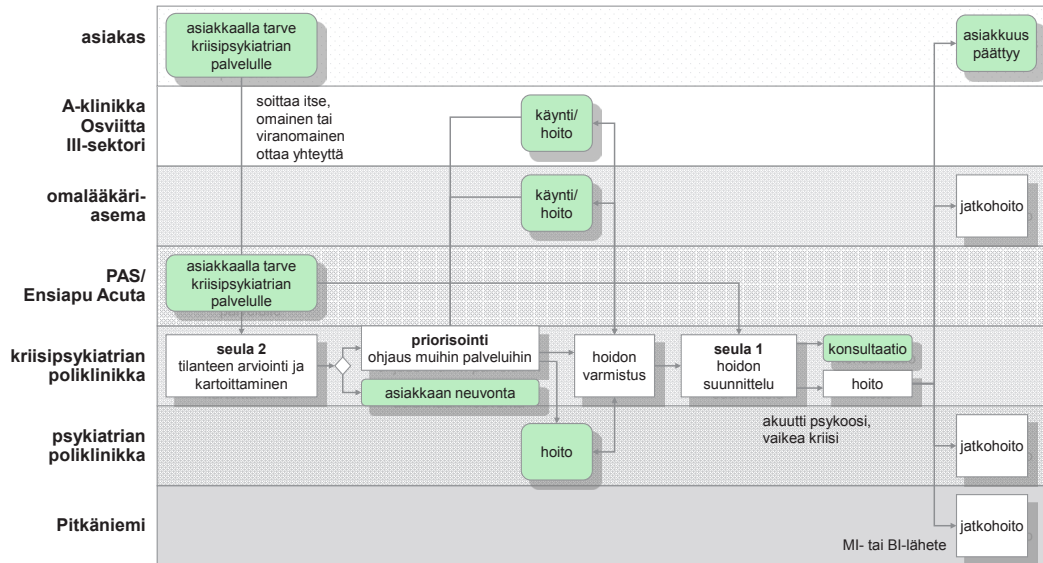 asiakas
asiakkaalla tarve
kriisipsykiatrian
palvelulle
asiakkuus
päättyy
A-klinikka
Osviitta
III-sektori
soittaa itse,
omainen tai
viranomainen
ottaa yhteyttä
käynti/
hoito
omalääkäri-
asema
käynti/
hoito
jatkohoito
PAS/
Ensiapu Acuta
asiakkaalla tarve
kriisipsykiatrian
palvelulle
kriisipsykiatrian
poliklinikka
seula 2
tilanteen arviointi ja
kartoittaminen
priorisointi
ohjaus muihin palveluihin
asiakkaan neuvonta
hoidon
varmistus
seula 1
hoidon
suunnittelu
konsultaatio
hoito
akuutti psykoosi,
vaikea kriisi
psykiatrian
poliklinikka
hoito
jatkohoito
Pitkäniemi
MI- tai BI-lähete
jatkohoito